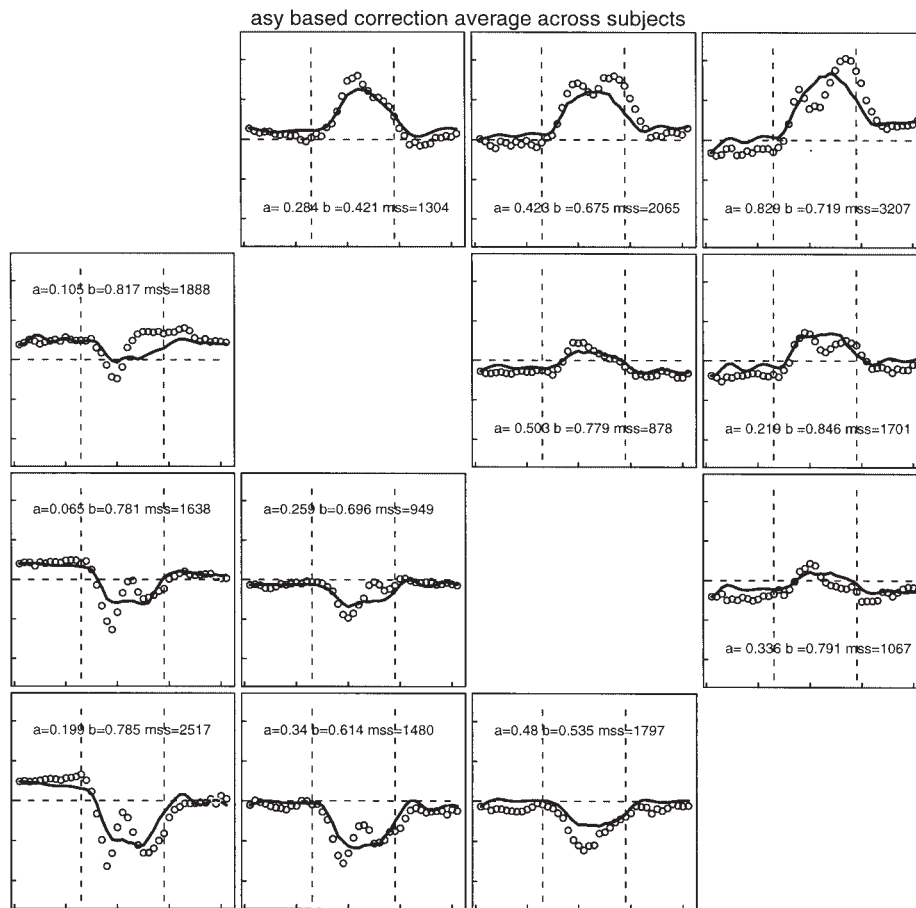 asy based correction average across subjects
a= 0.284 b =0.421 mss=1304
a= 0.423 b =0.675 mss=2065
a= 0.829 b =0.719 mss=3207
a=0.105 b=0.817 mss=1888
a= 0.503 b =0.779 mss=878
a= 0.219 b =0.846 mss=1701
a=0.065 b=0.781 mss=1638
a=0.259 b=0.696 mss=949
a= 0.336 b =0.791 mss=1067
a=0.199 b=0.785 mss=2517
a=0.34 b=0.614 mss=1480
a=0.48 b=0.535 mss=1797